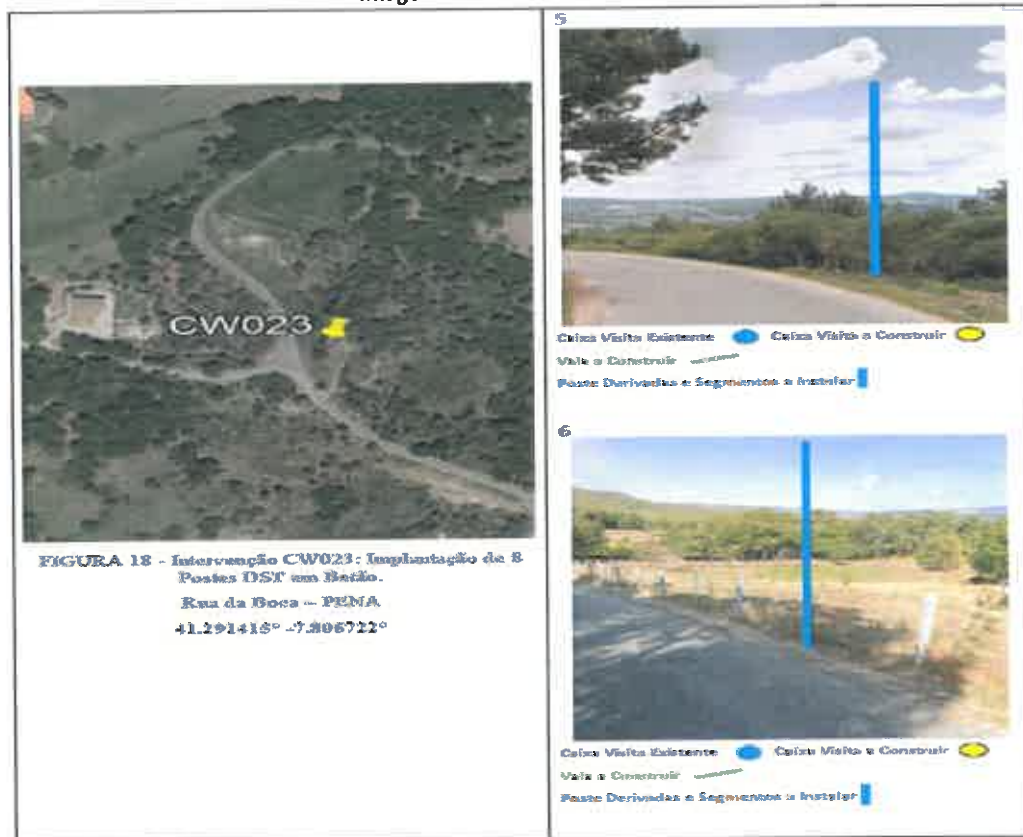 CW023
FIGURA 18 - Intervenção CW023: Implantação de 8
Postes DST em Betão.
Rua da Boca – PENA
41.291415° -7.806722°
5
Caixa Visita Existente Caixa Visita a Construir
Vala a Construir
Poste Derivadas e Segmentos a Instalar
6
Caixa Visita Existente Caixa Visita a Construir
Vala a Construir
Poste Derivadas e Segmentos a Instalar